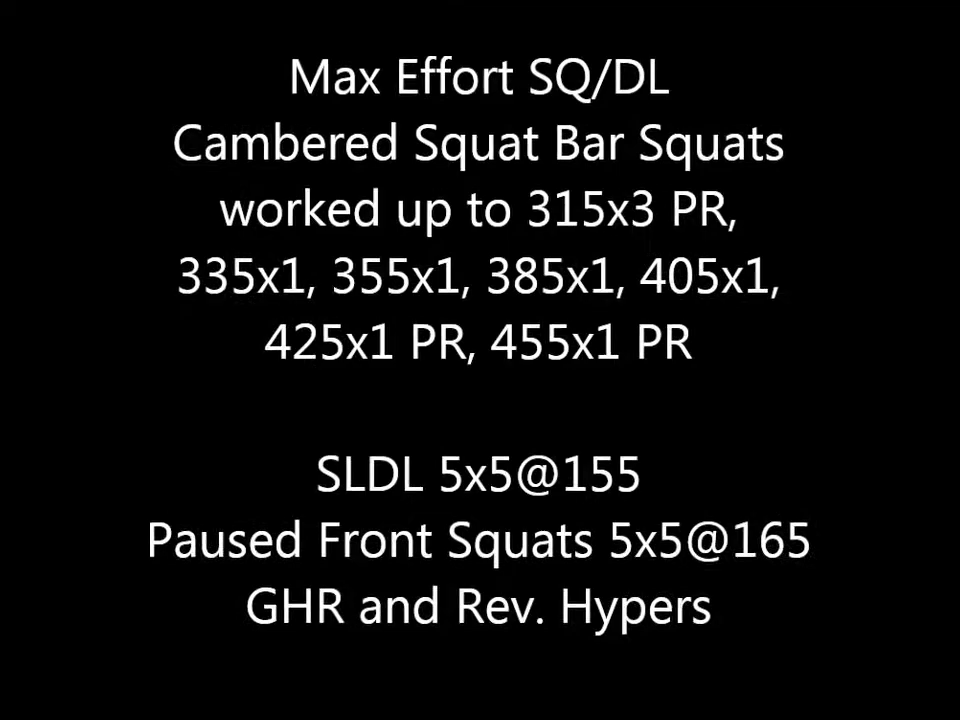 Max Effort SQ/DL
Cambered Squat Bar Squats
worked up to 315x3 PR,
335x1, 355x1, 385x1, 405x1,
425x1 PR, 455x1 PR
SLDL 5x5@155
Paused Front Squats 5x5@165
GHR and Rev. Hypers